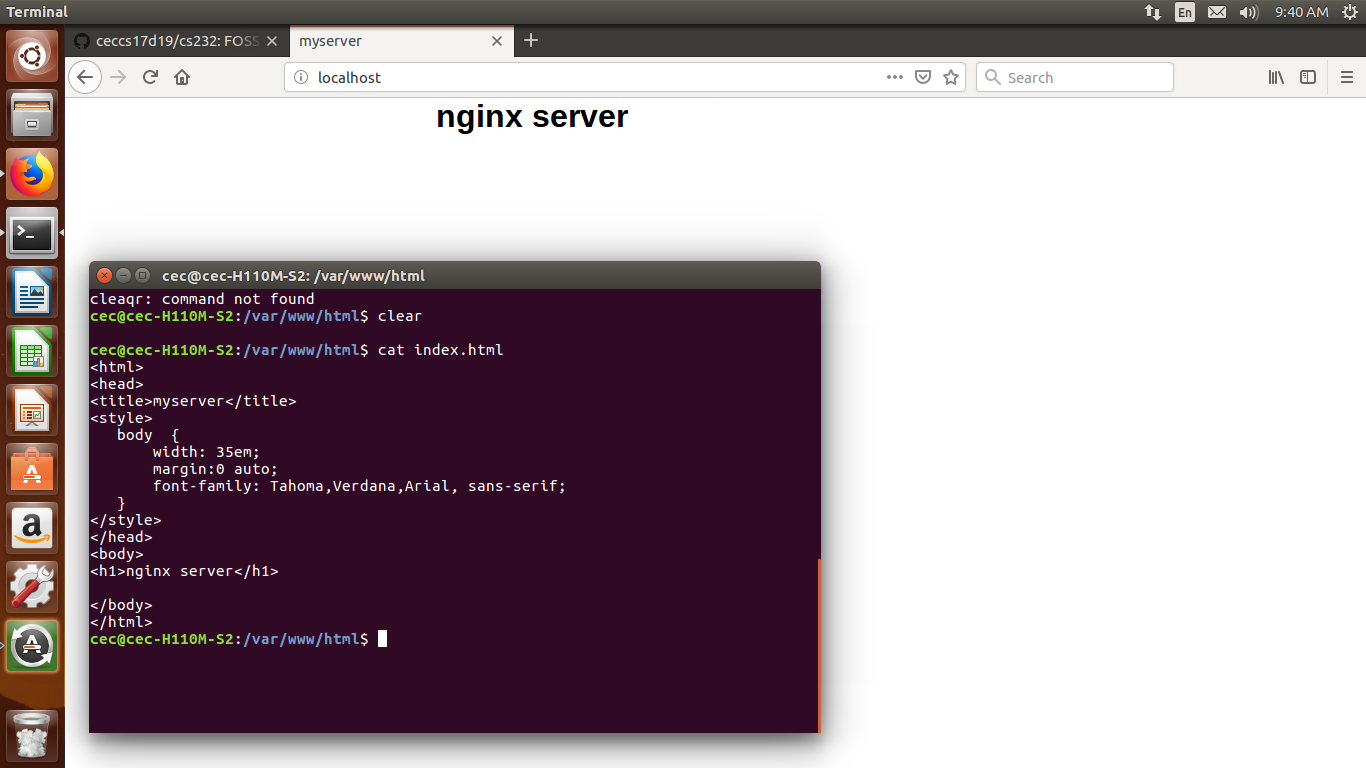 Terminal
En
9:40 AM
ceccs17d19/cs232: FOSS
myserver
localhost
Search
nginx server
cec@cec-H110M-S2: /var/www/html
cleaqr: command not found
cec@cec-H110M-S2:/var/www/html$ clear
cec@cec-H110M-S2:/var/www/html$ cat index.html
<html>
<head>
<title>myserver</title>
<style>
   body  {
       width: 35em;
       margin:0 auto;
       font-family: Tahoma,Verdana,Arial, sans-serif;
   }
</style>
</head>
<body>
<h1>nginx server</h1>
</body>
</html>
cec@cec-H110M-S2:/var/www/html$